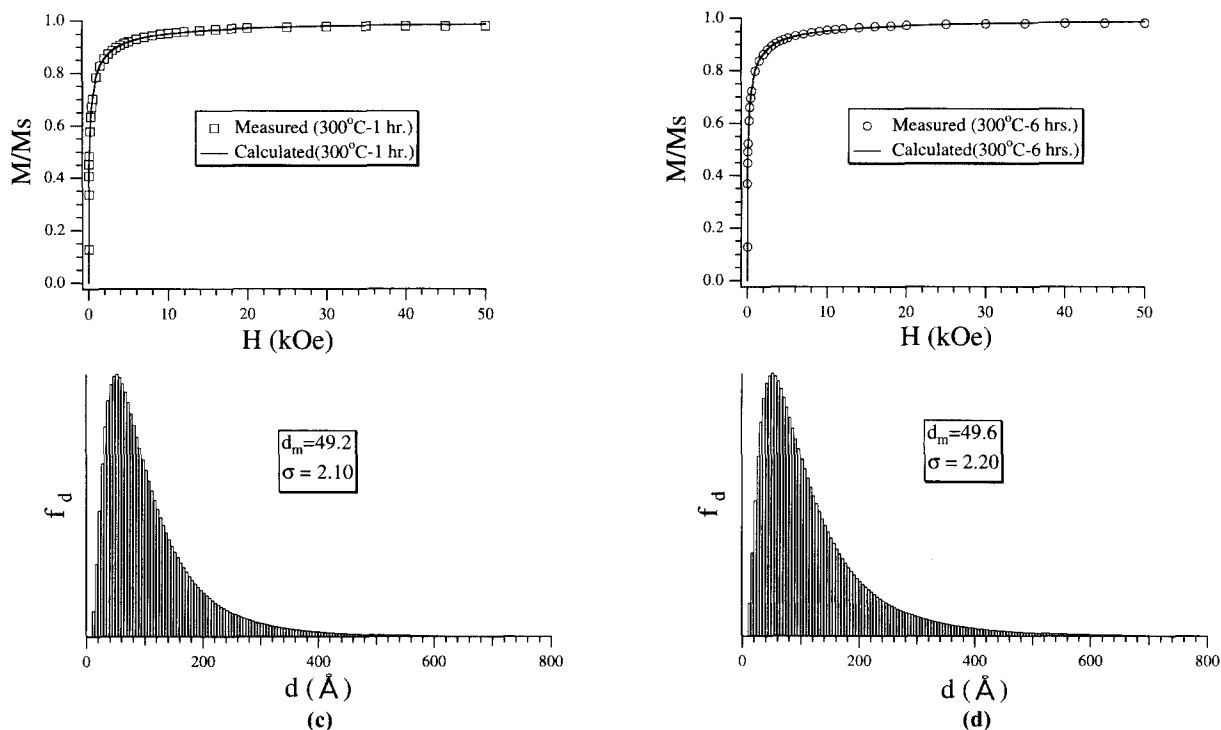 M/Ms
1.0
0.8
0.6
0.4
0.2
0.0
Measured (300°C-1 hr.)
Calculated(300°C-1 hr.)
0 10 20 30 40 50
H (kOe)
M/Ms
1.0
0.8
0.6
0.4
0.2
0.0
Measured (300°C-6 hrs.)
Calculated(300°C-6 hrs.)
0 10 20 30 40 50
H (kOe)
f_d
d_m=49.2
σ = 2.10
0 200 400 600 800
d (Å)
(c)
f_d
d_m=49.6
σ = 2.20
0 200 400 600 800
d (Å)
(d)